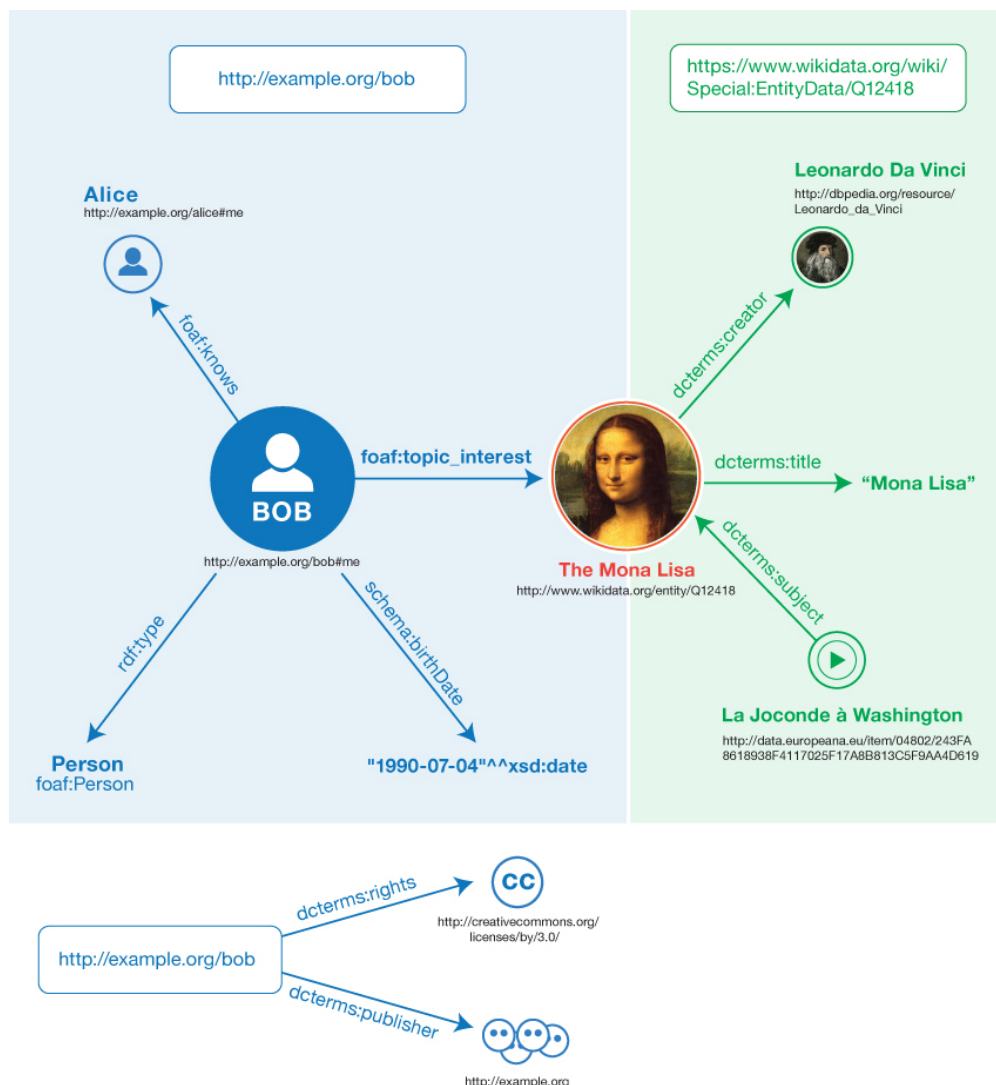 http://example.org/bob
https://www.wikidata.org/wiki/
Special:EntityData/Q12418
Alice
http://example.org/alice#me
Leonardo Da Vinci
http://dbpedia.org/resource/
Leonardo_da_Vinci
foaf:knows
dcterms:creator
BOB
http://example.org/bob#me
foaf:topic_interest
The Mona Lisa
http://www.wikidata.org/entity/Q12418
dcterms:title
“Mona Lisa”
dcterms:subject
La Joconde à Washington
http://data.europeana.eu/item/04802/243FA
8618938F4117025F17A8B813C5F9AA4D619
rdf:type
Person
foaf:Person
schema:birthDate
"1990-07-04"^^xsd:date
http://example.org/bob
dcterms:rights
cc
http://creativecommons.org/
licenses/by/3.0/
dcterms:publisher
http://example.org